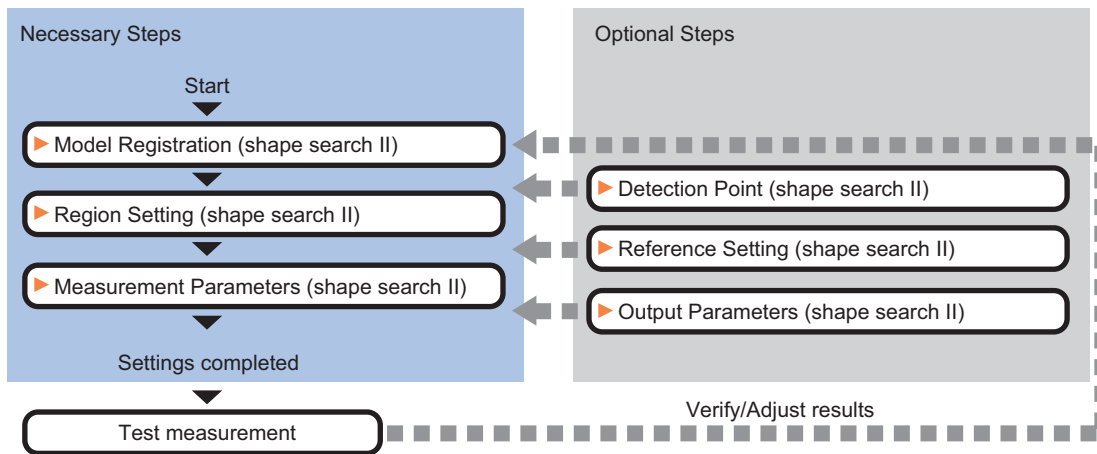 Necessary Steps
Start
Model Registration (shape search II)
Region Setting (shape search II)
Measurement Parameters (shape search II)
Settings completed
Test measurement
Optional Steps
Detection Point (shape search II)
Reference Setting (shape search II)
Output Parameters (shape search II)
Verify/Adjust results